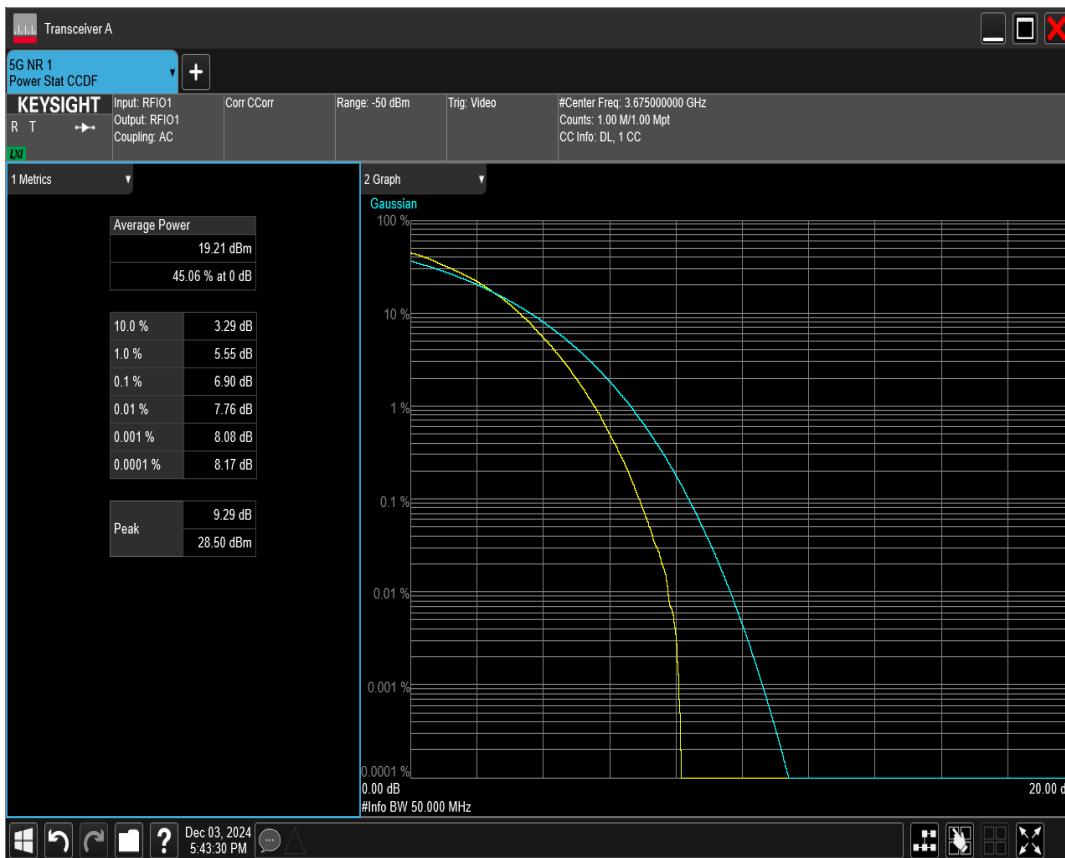 Transceiver A
5G NR 1
Power Stat CCDF
KEYSIGHT
R T
LXI
Input: RFIO1
Output: RFIO1
Coupling: AC
Corr CCorr
Range: -50 dBm
Trig: Video
#Center Freq: 3.675000000 GHz
Counts: 1.00 M/1.00 Mpt
CC Info: DL, 1 CC
1 Metrics
Average Power
19.21 dBm
45.06 % at 0 dB
10.0 % 3.29 dB
1.0 % 5.55 dB
0.1 % 6.90 dB
0.01 % 7.76 dB
0.001 % 8.08 dB
0.0001 % 8.17 dB
Peak
9.29 dB
28.50 dBm
2 Graph
Gaussian
100 %
10 %
1 %
0.1 %
0.01 %
0.001 %
0.0001 %
0.00 dB
20.00 d
#Info BW 50.000 MHz
?
Dec 03, 2024
5:43:30 PM